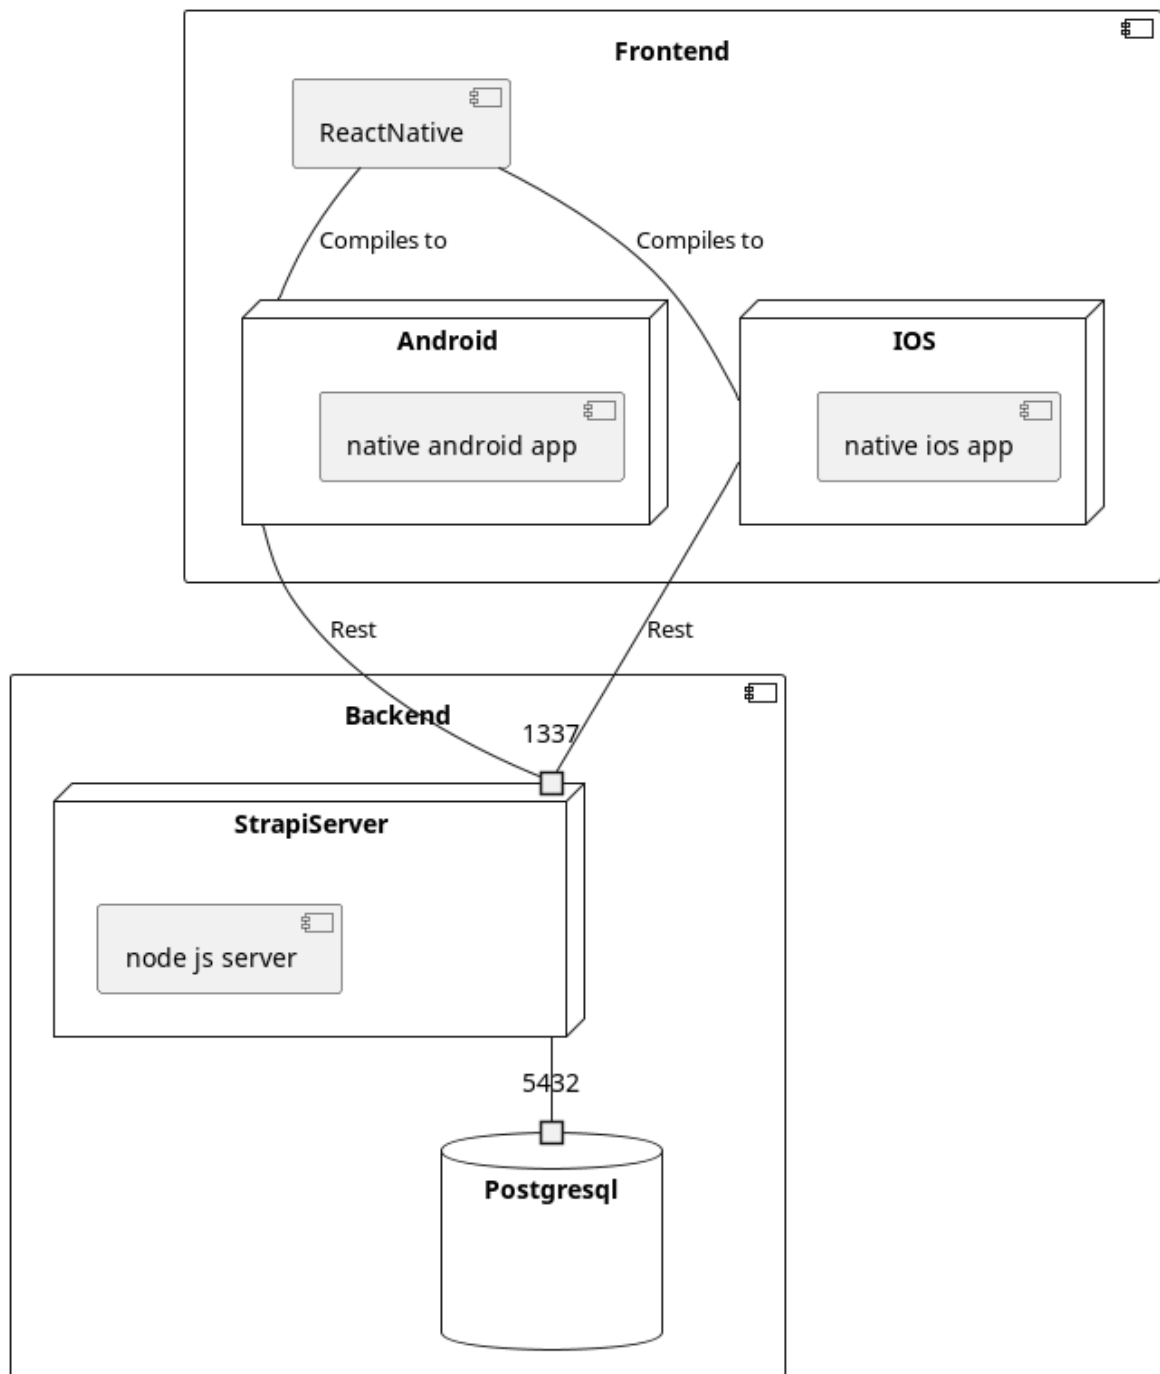 Frontend
ReactNative
Compiles to
Compiles to
Android
IOS
native android app
native ios app
Rest
Rest
Backend
1337
StrapiServer
node js server
5432
Postgresql